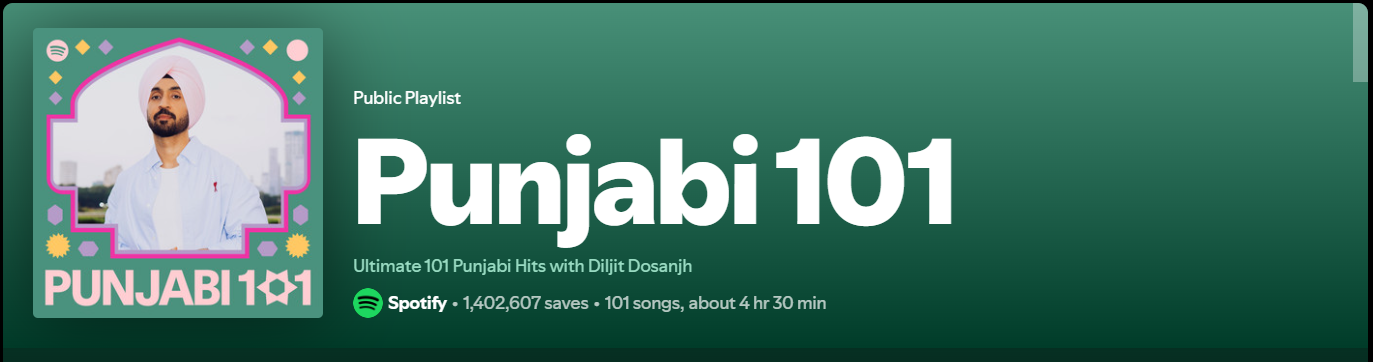 PUNJABI 101
Public Playlist
Punjabi 101
Ultimate 101 Punjabi Hits with Diljit Dosanjh
Spotify • 1,402,607 saves • 101 songs, about 4 hr 30 min